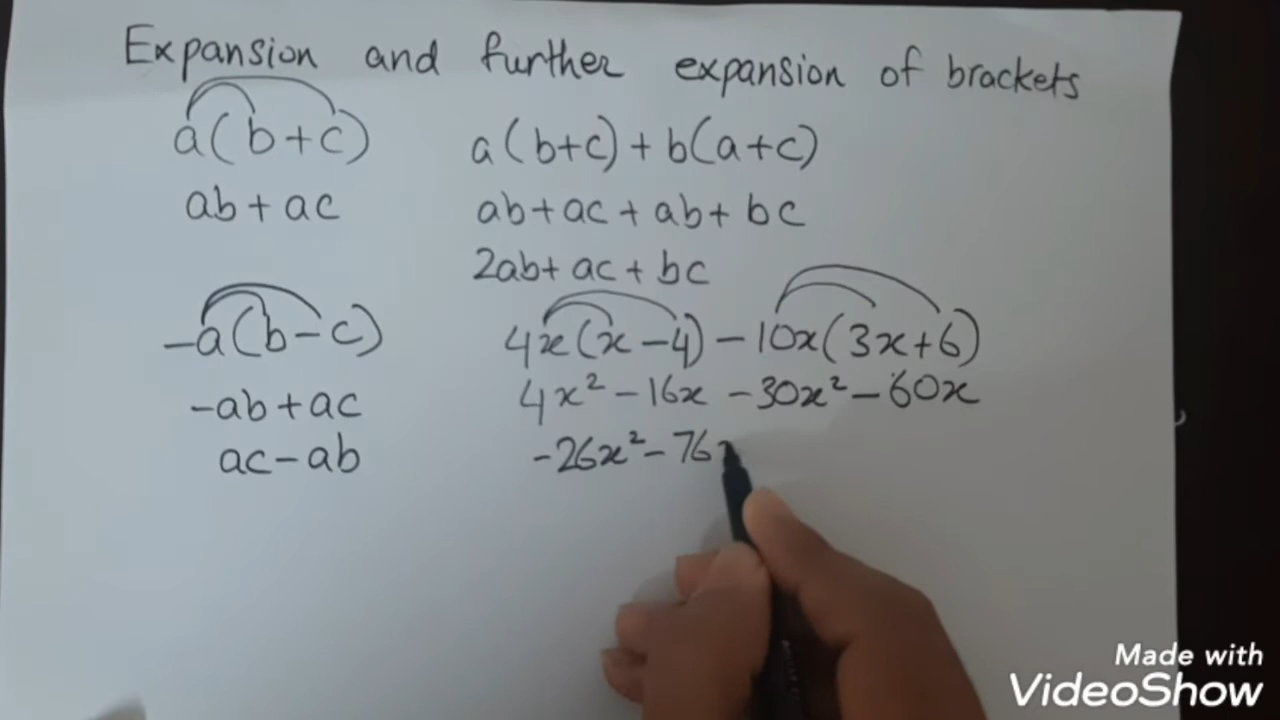 Expansion and further expansion of brackets
a(b+c)
ab+ac
a(b+c)+b(a+c)
ab+ac+ab+bc
2ab+ac+bc
-a(b-c)
-ab+ac
ac-ab
4x(x-4)-10x(3x+6)
4x²-16x-30x²-60x
-26x²-76x
Made with
VideoShow